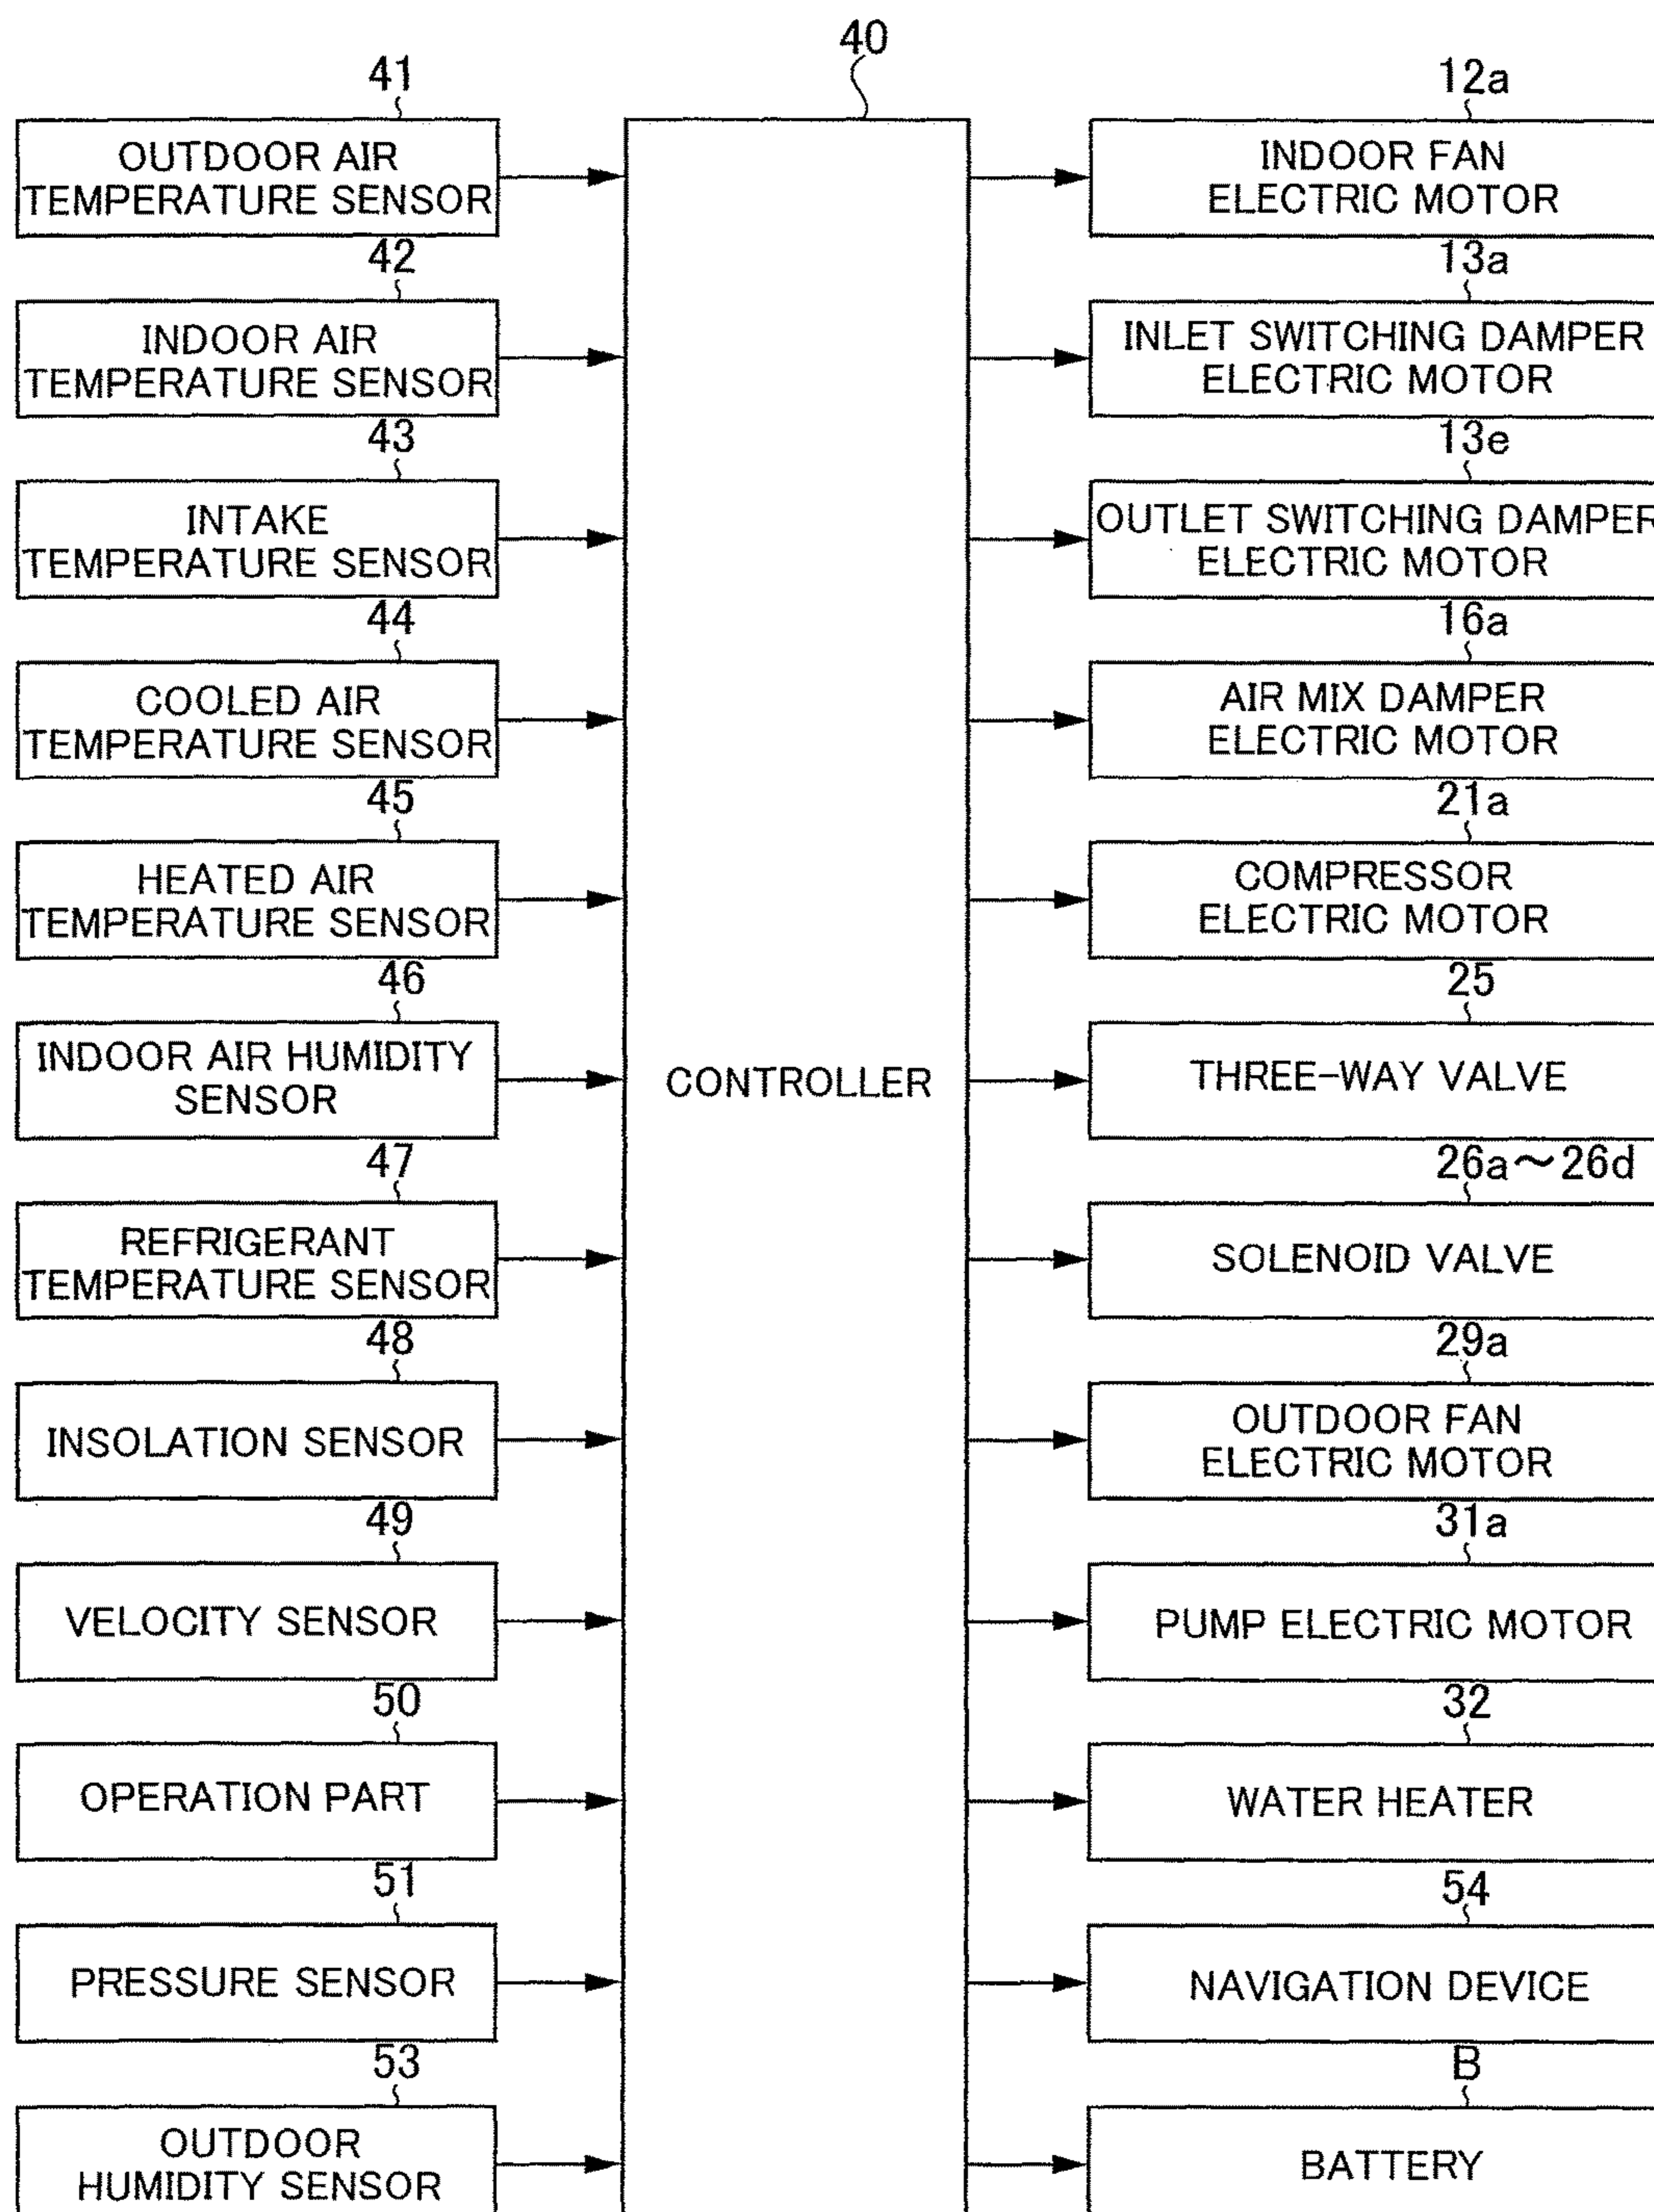 40
41
OUTDOOR AIR
TEMPERATURE SENSOR
42
INDOOR AIR
TEMPERATURE SENSOR
43
INTAKE
TEMPERATURE SENSOR
44
COOLED AIR
TEMPERATURE SENSOR
45
HEATED AIR
TEMPERATURE SENSOR
46
INDOOR AIR HUMIDITY
SENSOR
47
REFRIGERANT
TEMPERATURE SENSOR
48
INSOLATION SENSOR
49
VELOCITY SENSOR
50
OPERATION PART
51
PRESSURE SENSOR
53
OUTDOOR
HUMIDITY SENSOR
CONTROLLER
12a
INDOOR FAN
ELECTRIC MOTOR
13a
INLET SWITCHING DAMPER
ELECTRIC MOTOR
13e
OUTLET SWITCHING DAMPER
ELECTRIC MOTOR
16a
AIR MIX DAMPER
ELECTRIC MOTOR
21a
COMPRESSOR
ELECTRIC MOTOR
25
THREE-WAY VALVE
26a～26d
SOLENOID VALVE
29a
OUTDOOR FAN
ELECTRIC MOTOR
31a
PUMP ELECTRIC MOTOR
32
WATER HEATER
54
NAVIGATION DEVICE
B
BATTERY